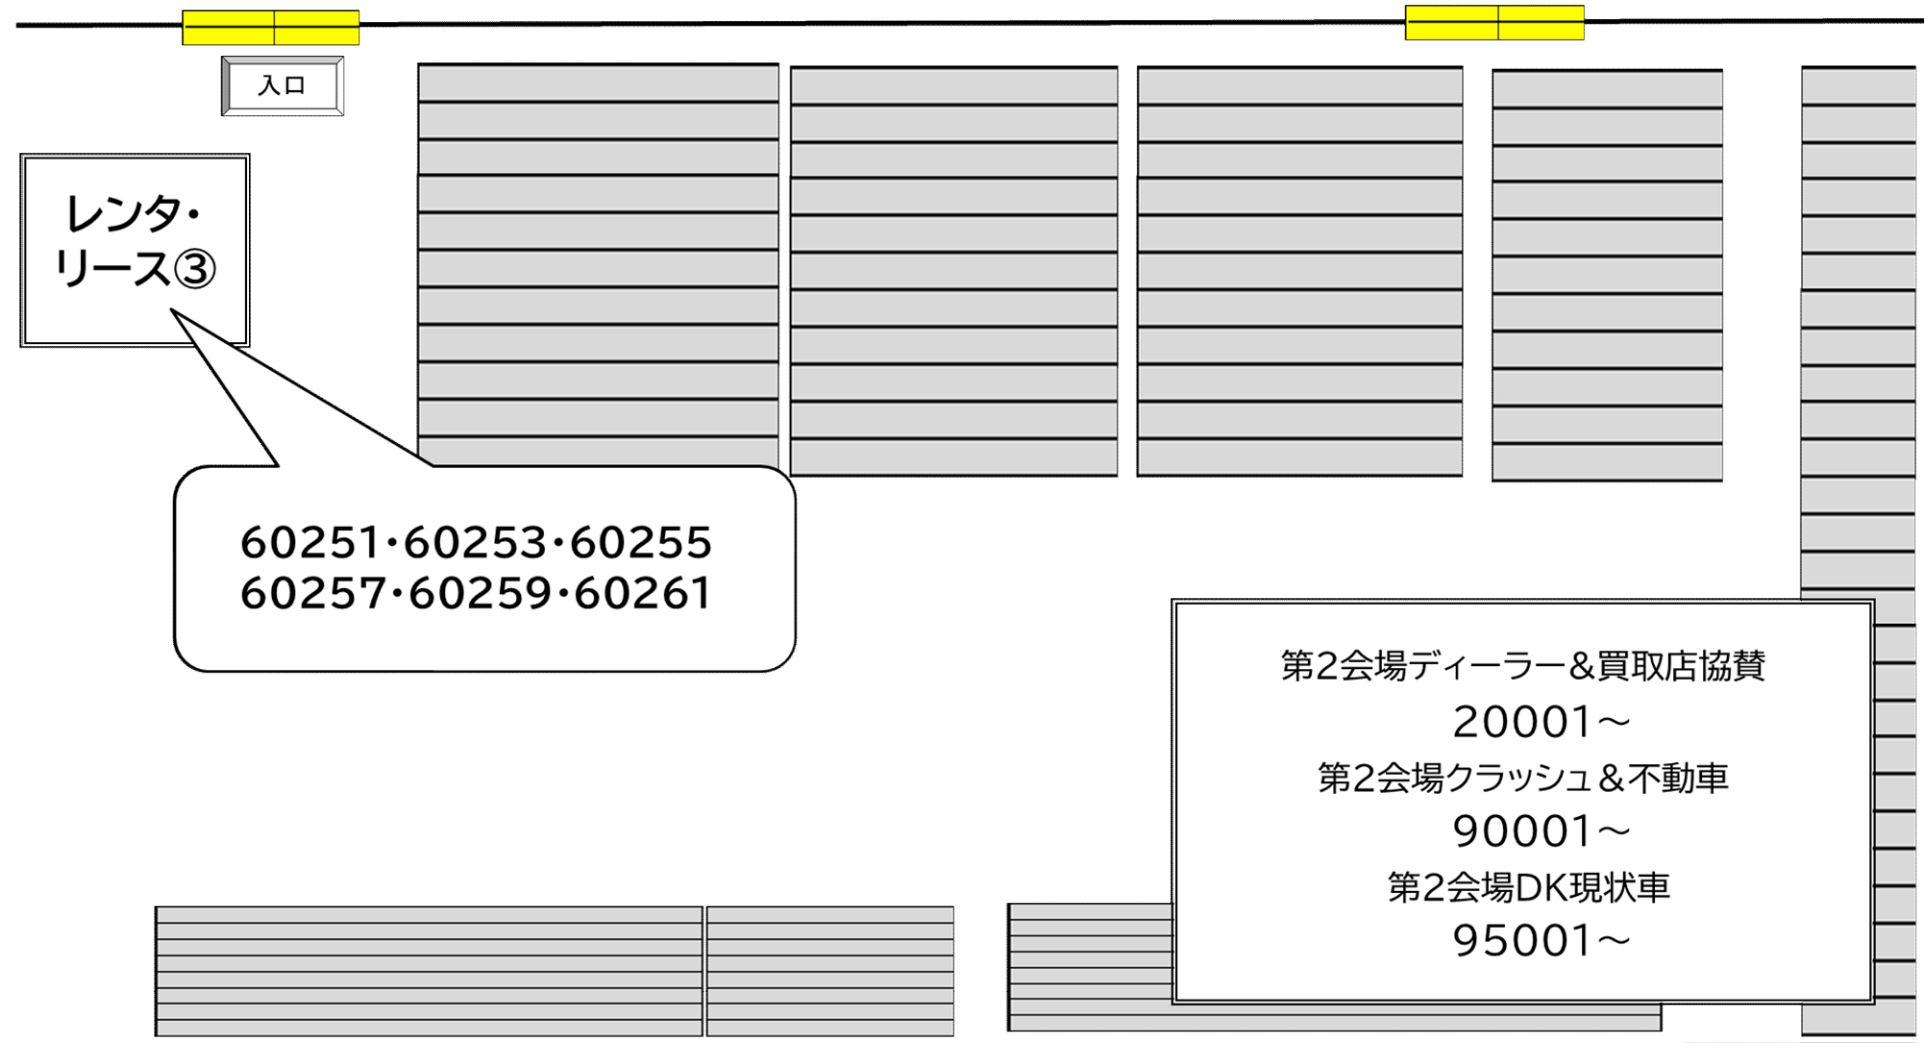 入口
レンタ・
リース③
60251・60253・60255
60257・60259・60261
第2会場ディーラー＆買取店協賛
20001～
第2会場クラッシュ＆不動車
90001～
第2会場DK現状車
95001～